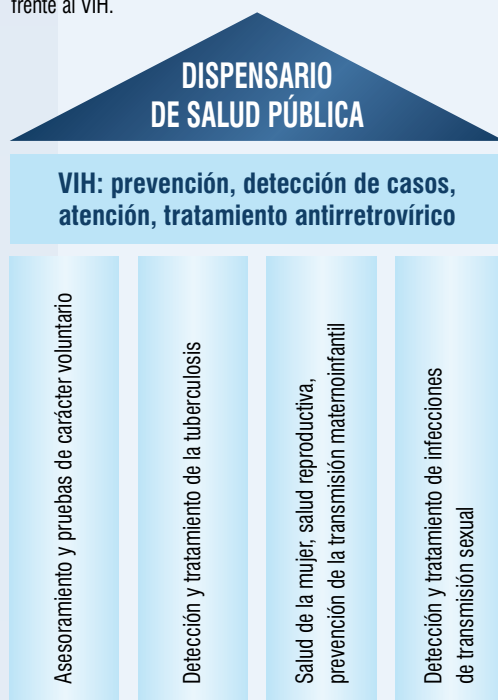 frente al VIH.
DISPENSARIO
DE SALUD PÚBLICA
VIH: prevención, detección de casos,
atención, tratamiento antirretrovírico
Asesoramiento y pruebas de carácter voluntario
Detección y tratamiento de la tuberculosis
Salud de la mujer, salud reproductiva,
prevención de la transmisión maternoinfantil
Detección y tratamiento de infecciones
de transmisión sexual